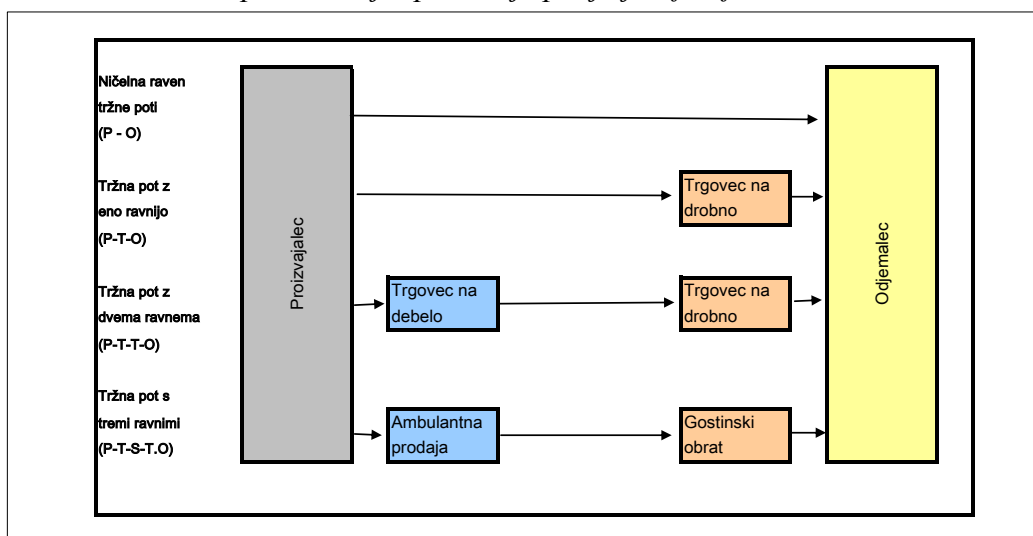 Ničelna raven
tržne poti
(P - O)
Tržna pot z
eno ravnijo
(P-T-O)
Tržna pot z
dvema ravnema
(P-T-T-O)
Tržna pot s
tremi ravnimi
(P-T-S-T.O)
Proizvajalec
Trgovec na
drobno
Trgovec na
debelo
Trgovec na
drobno
Ambulantna
prodaja
Gostinski
obrat
Odjemalec